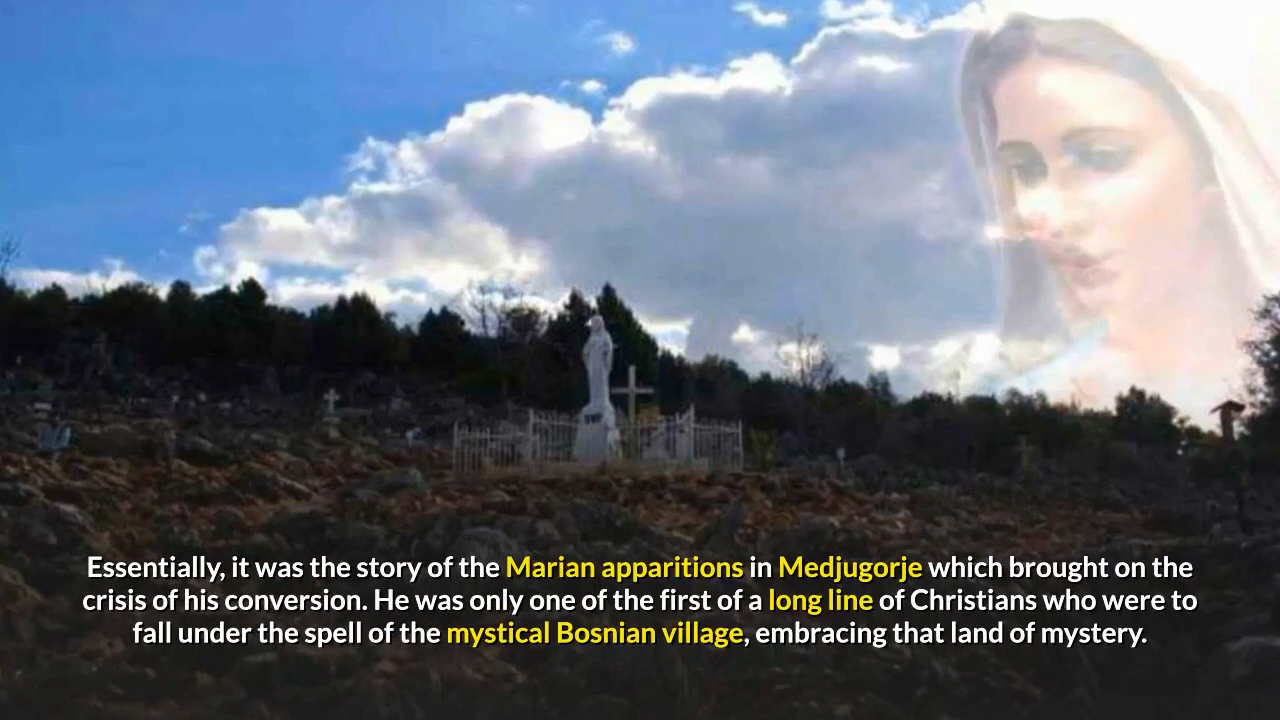 Essentially, it was the story of the Marian apparitions in Medjugorje which brought on the
crisis of his conversion. He was only one of the first of a long line of Christians who were to
fall under the spell of the mystical Bosnian village, embracing that land of mystery.